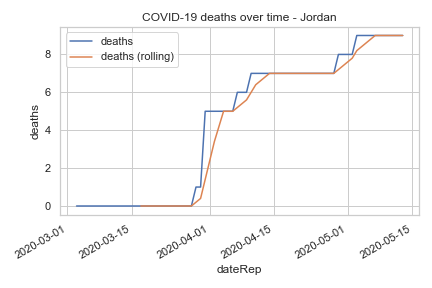 COVID-19 deaths over time - Jordan
deaths
deaths (rolling)
deaths
8
6
4
2
0
2020-03-01
2020-03-15
2020-04-01
2020-04-15
2020-05-01
2020-05-15
dateRep